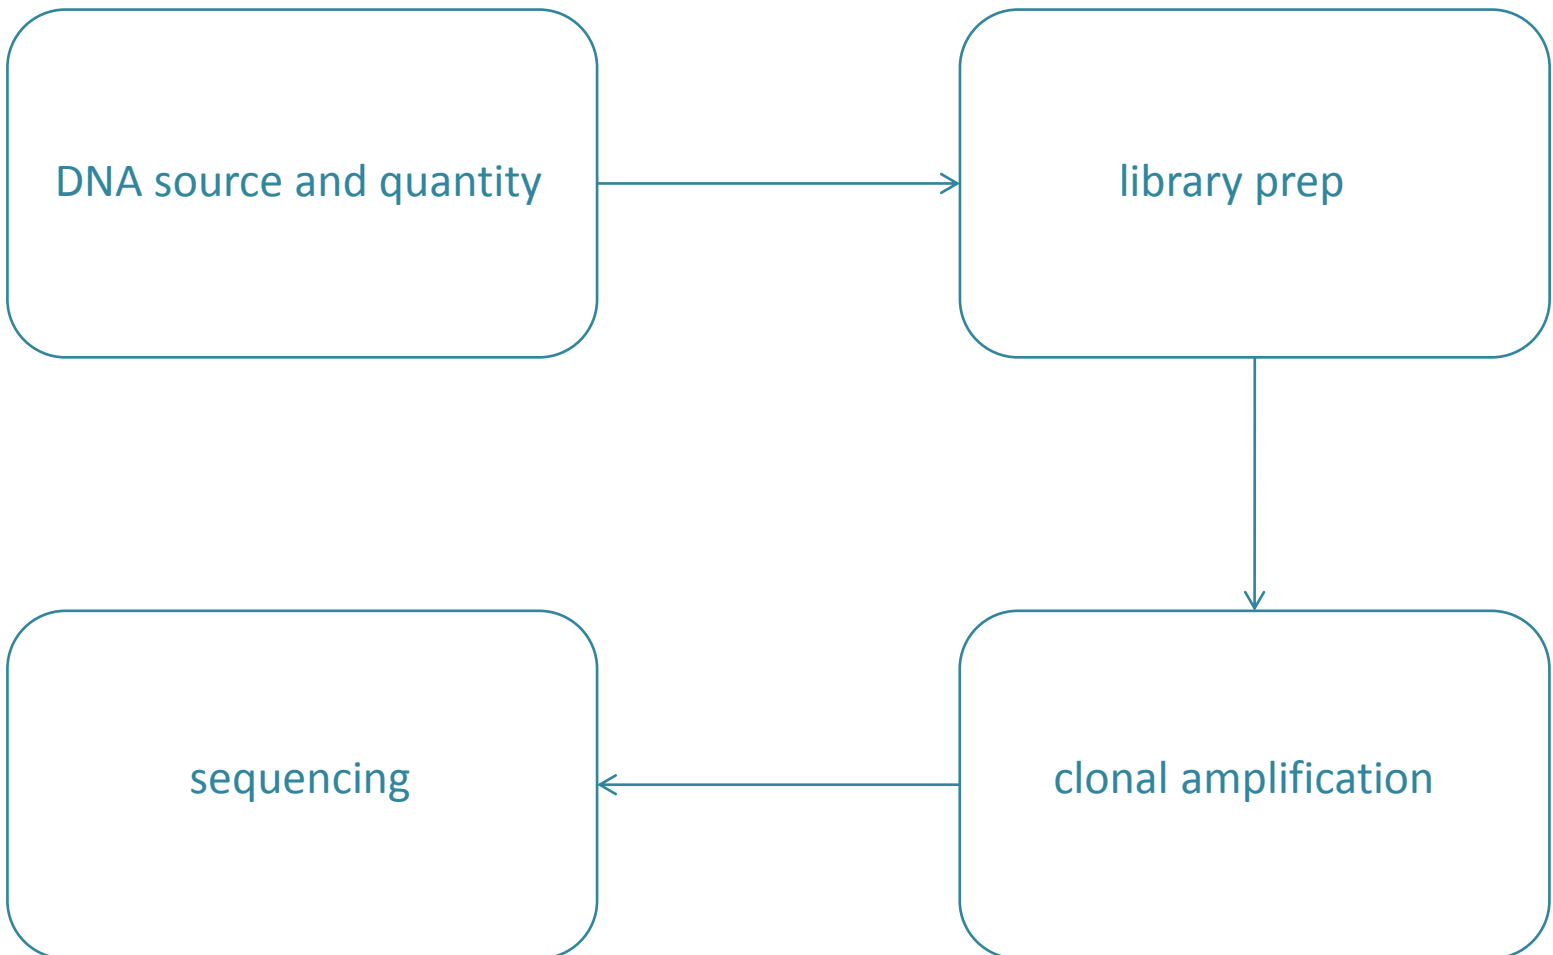 DNA source and quantity
library prep
clonal amplification
sequencing